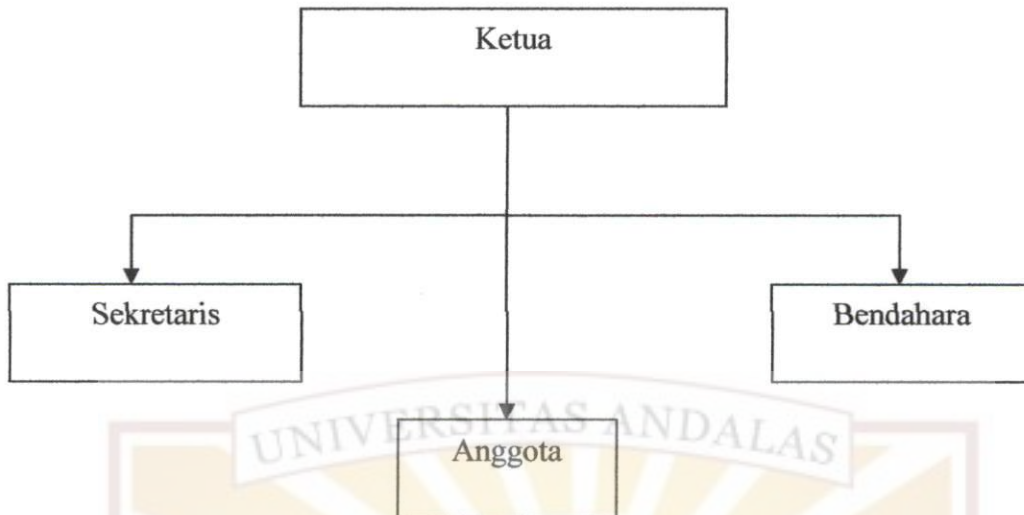 Ketua
Sekretaris
Bendahara
UNIVERSITAS ANDALAS
Anggota